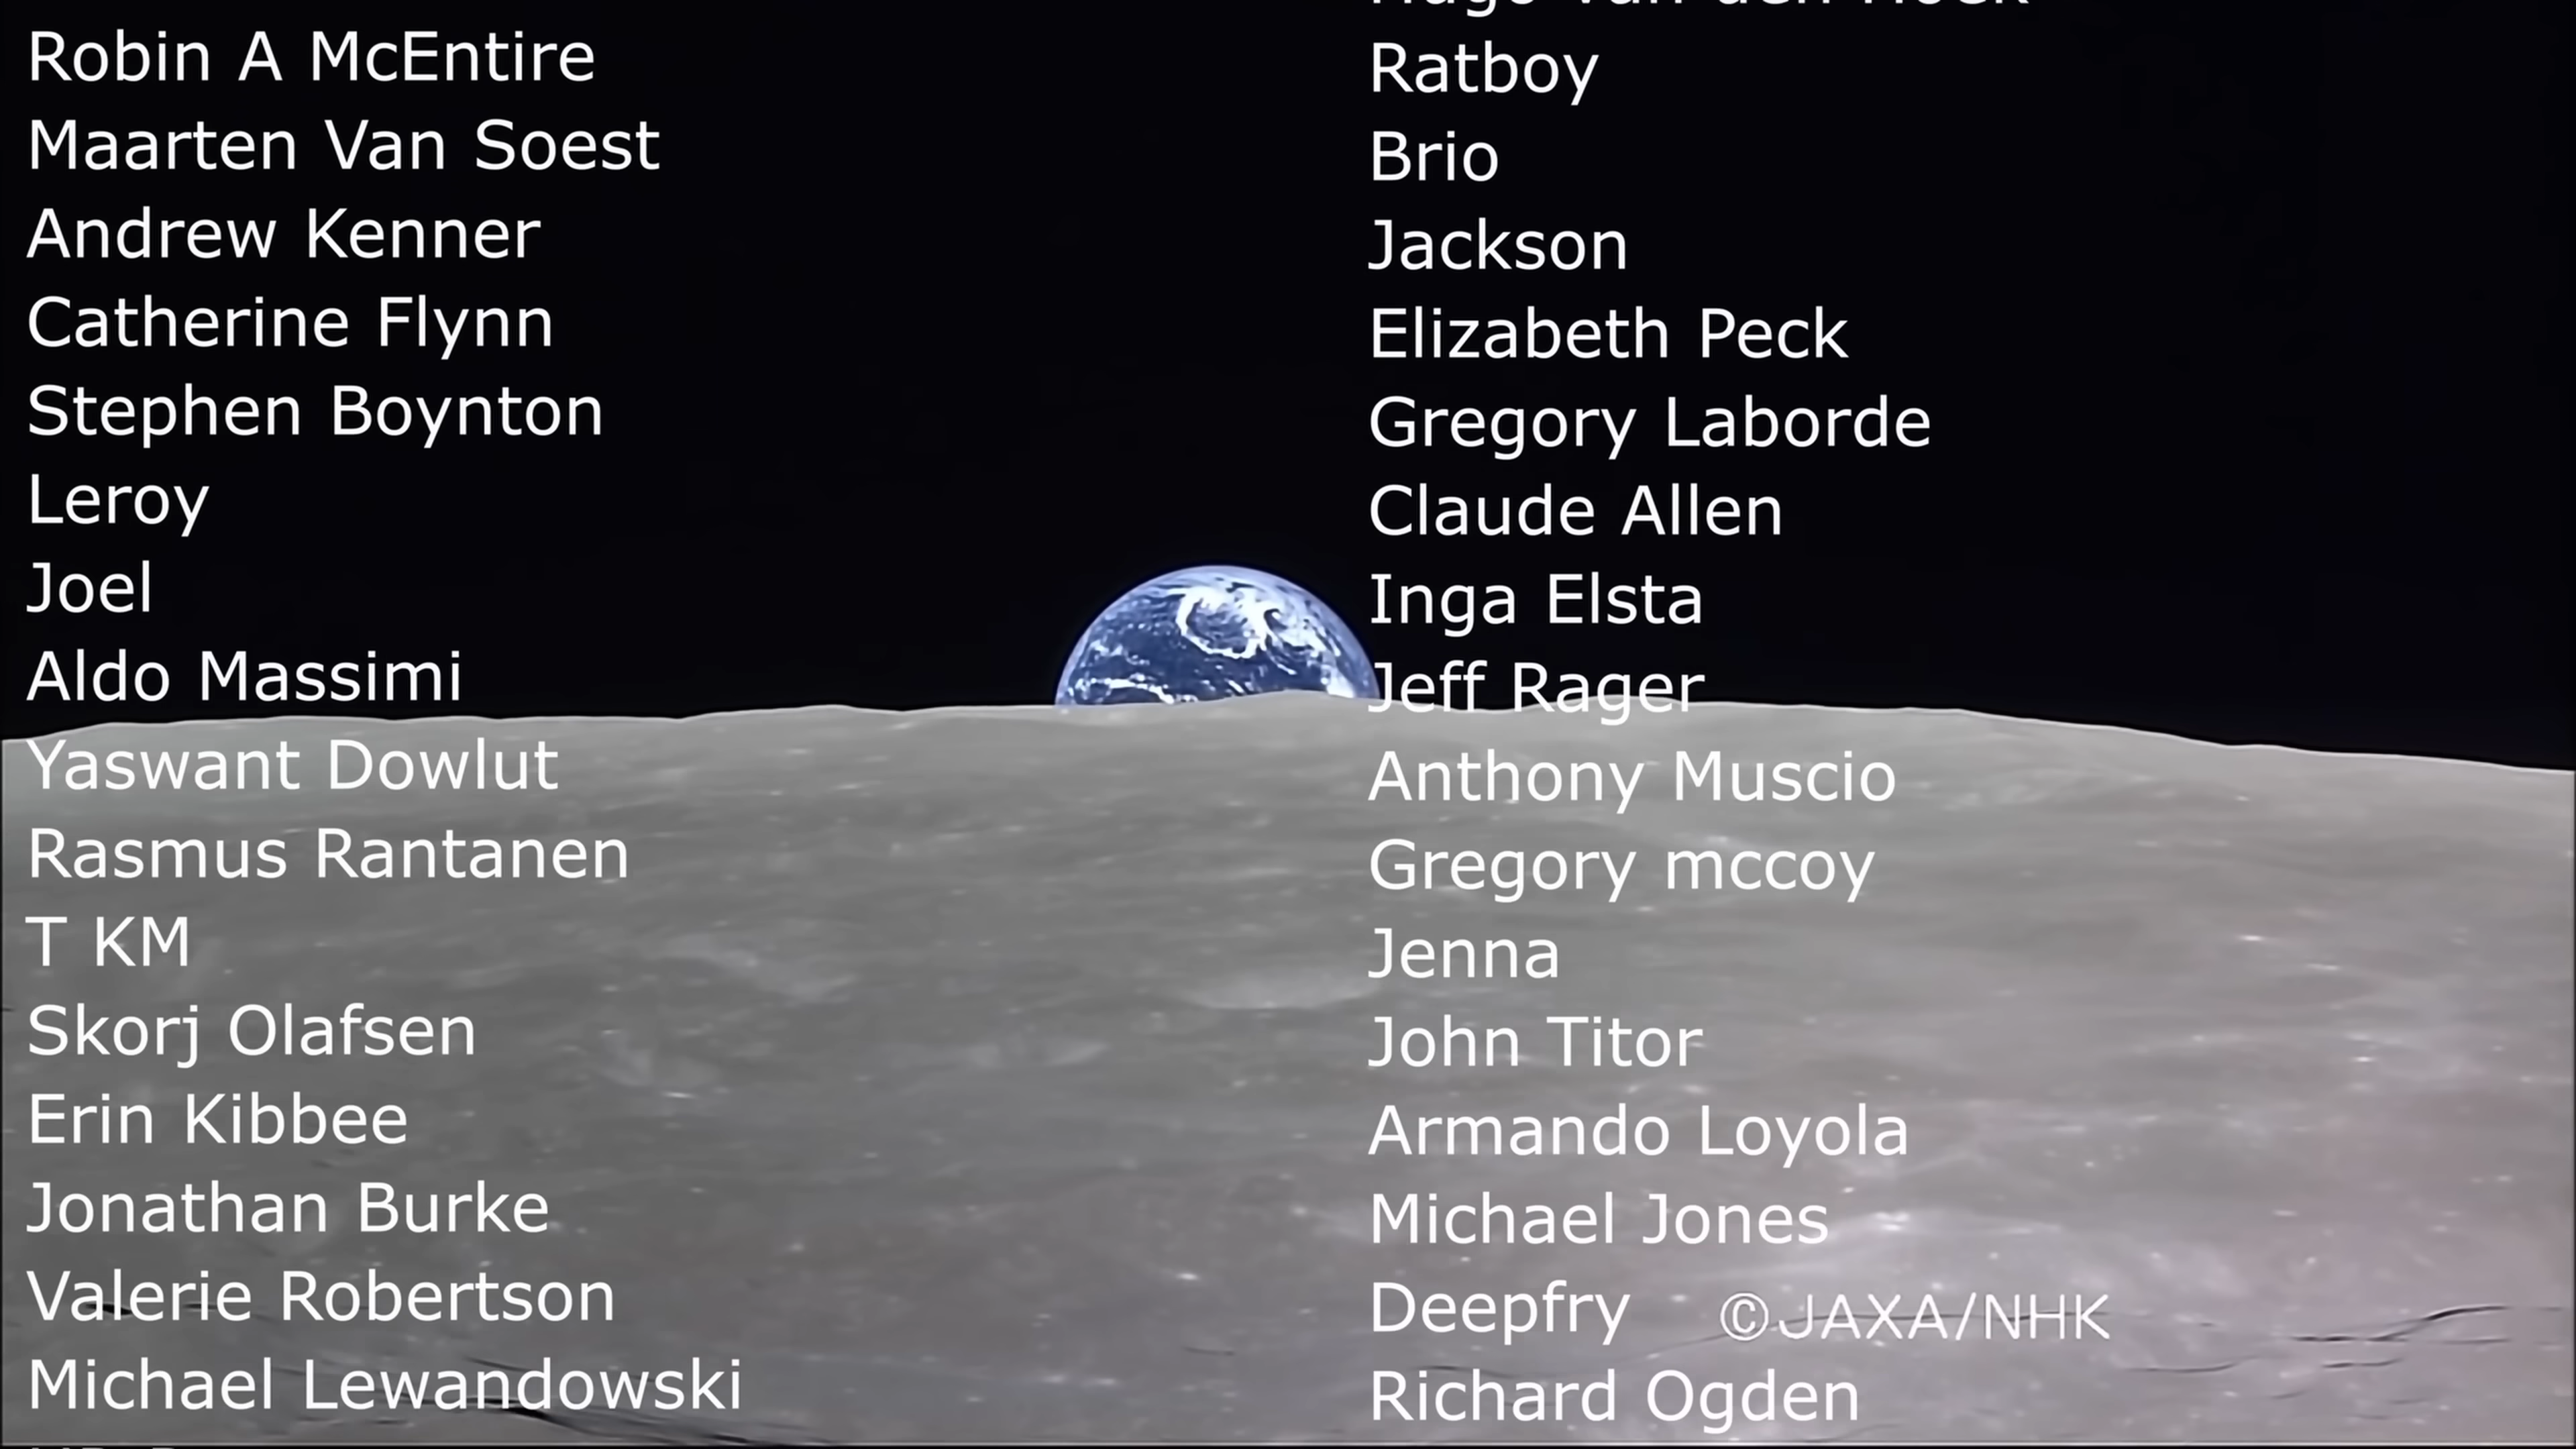 Robin A McEntire
Maarten Van Soest
Andrew Kenner
Catherine Flynn
Stephen Boynton
Leroy
Joel
Aldo Massimi
Yaswant Dowlut
Rasmus Rantanen
T KM
Skorj Olafsen
Erin Kibbee
Jonathan Burke
Valerie Robertson
Michael Lewandowski
Ratboy
Brio
Jackson
Elizabeth Peck
Gregory Laborde
Claude Allen
Inga Elsta
Jeff Rager
Anthony Muscio
Gregory mccoy
Jenna
John Titor
Armando Loyola
Michael Jones
Deepfry
©JAXA/NHK
Richard Ogden